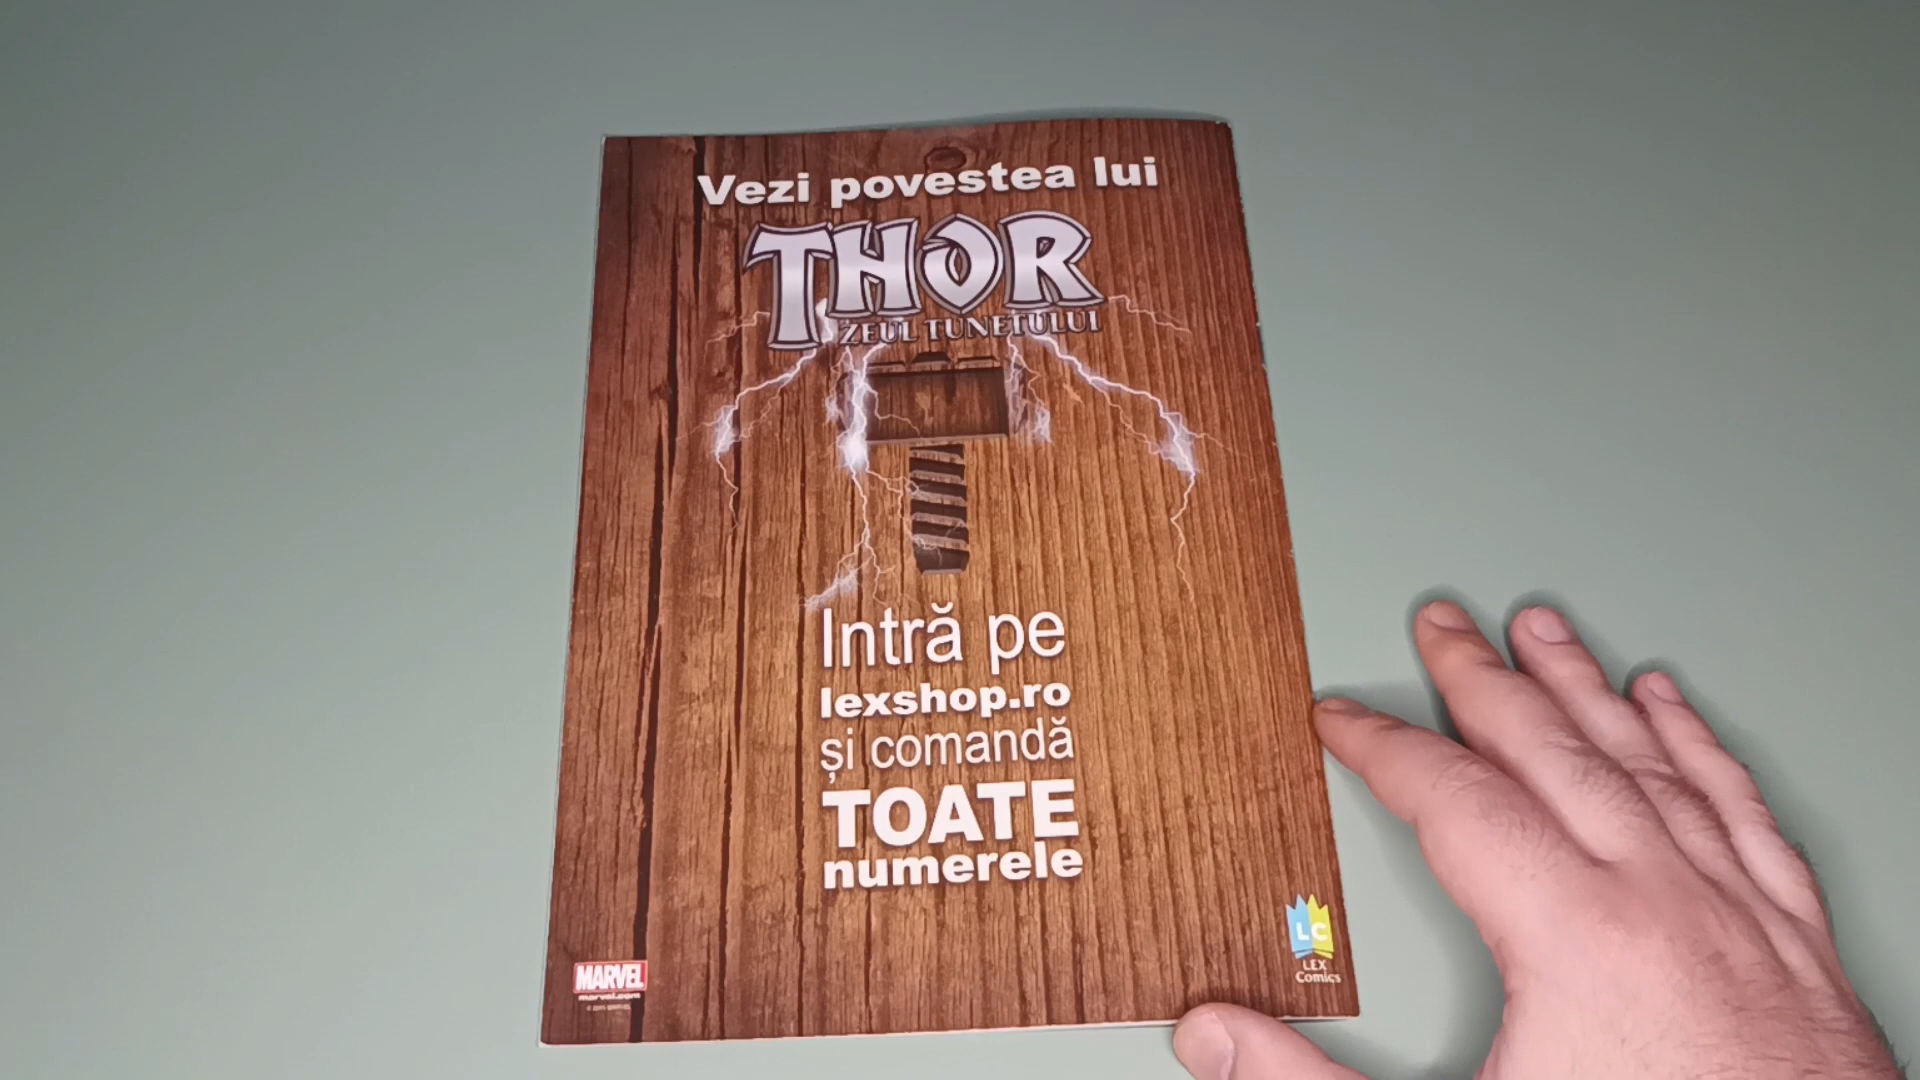 Vezi povestea lui
THOR
ZEUL TUNETULUI
Intră pe
lexshop.ro
și comandă
TOATE
numerele
LC
LEX
Comics
MARVEL
marvel.com